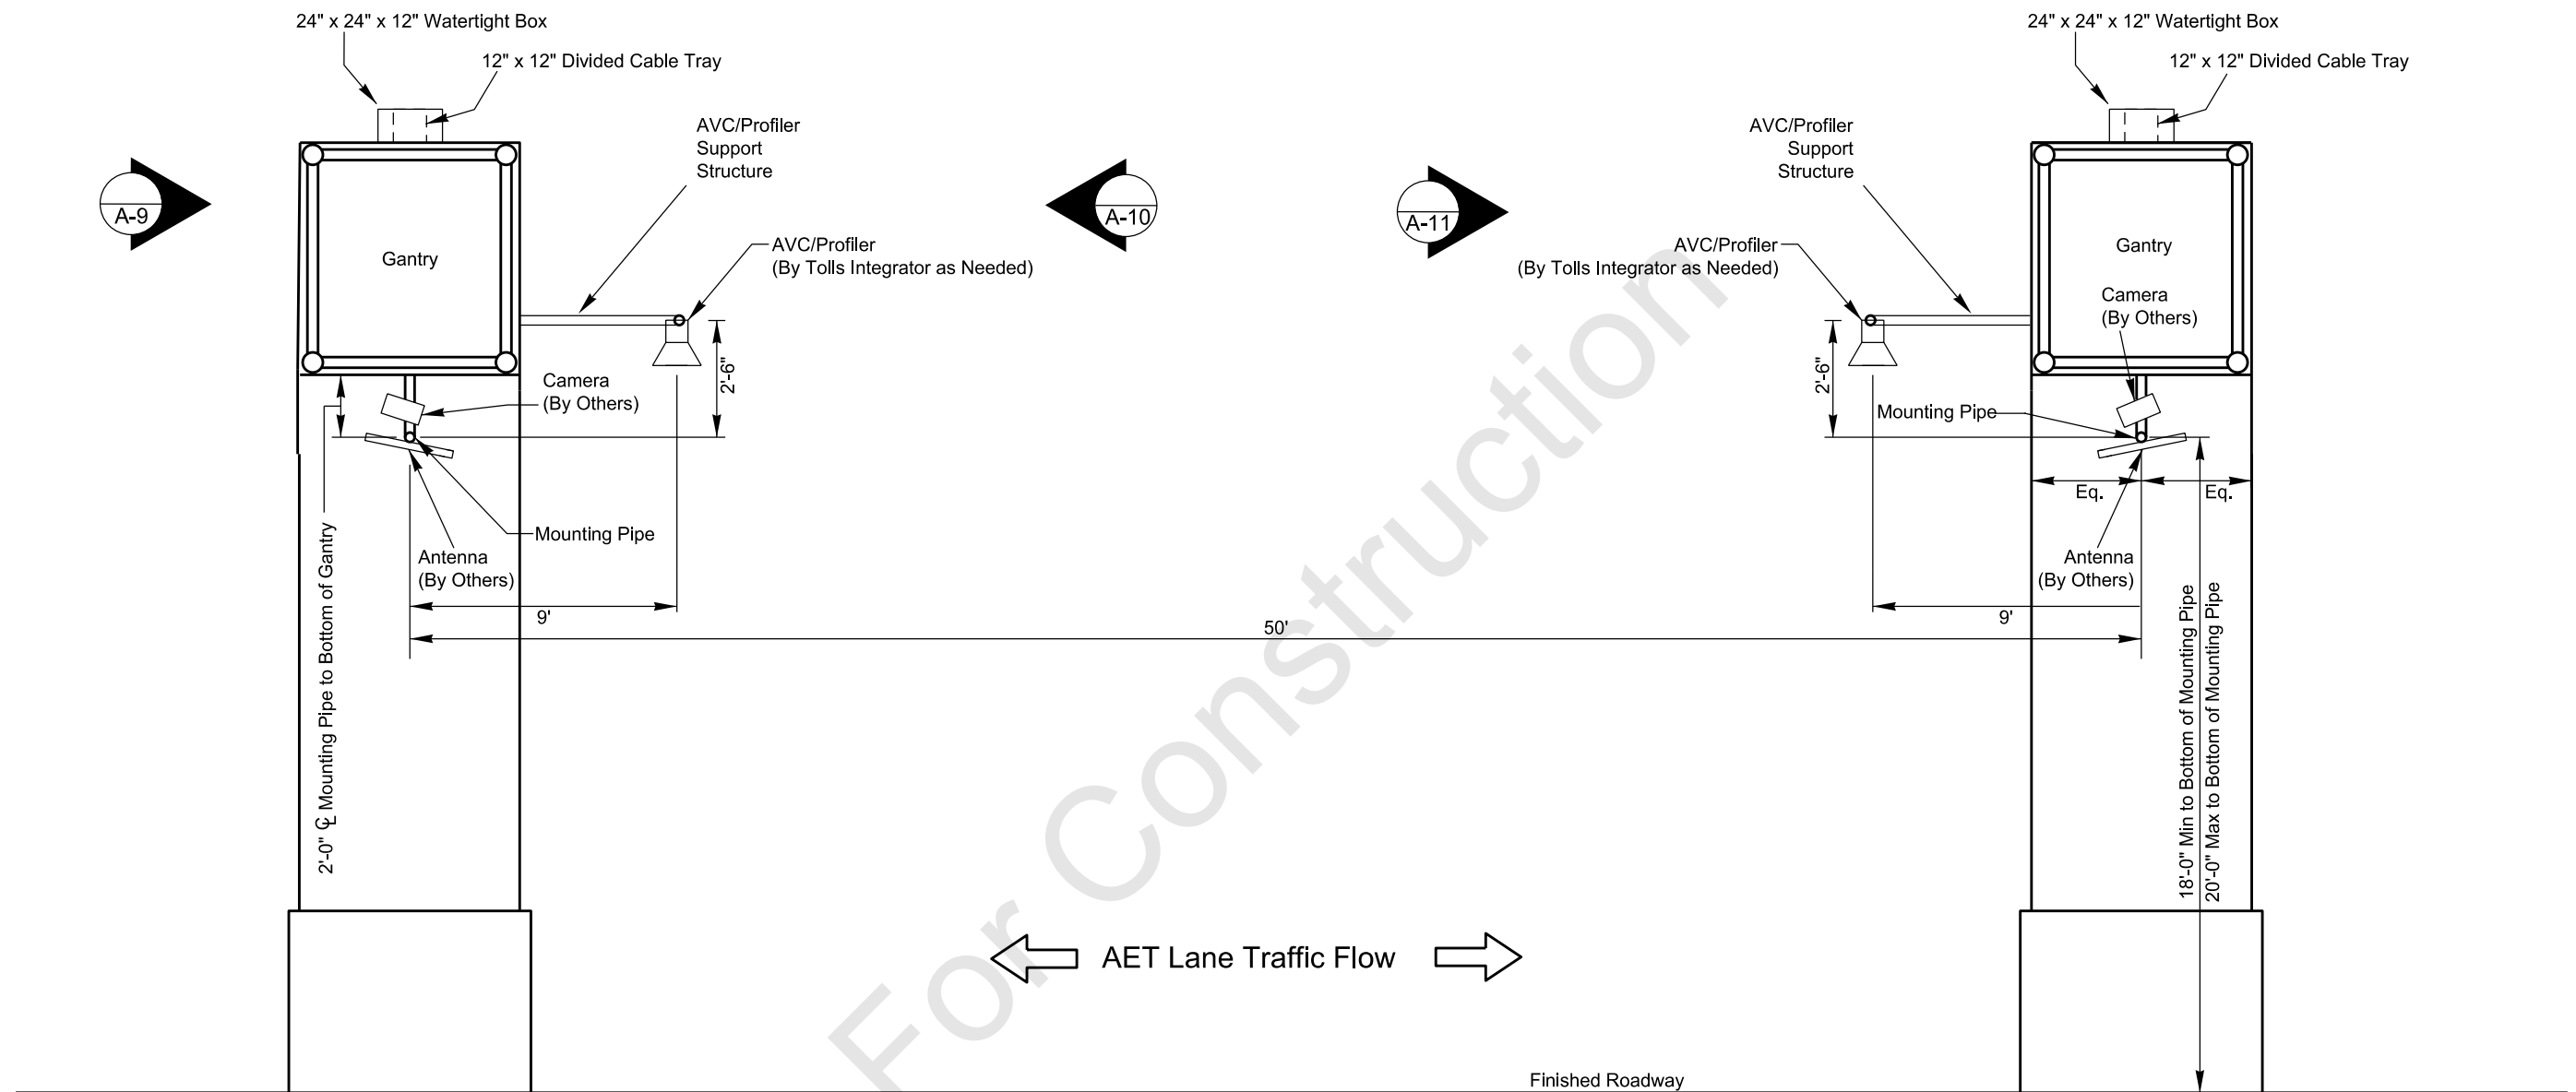 24" x 24" x 12" Watertight Box
12" x 12" Divided Cable Tray
AVC/Profiler
Support
Structure
A-9
Gantry
AVC/Profiler
(By Tolls Integrator as Needed)
A-10
2'-6"
Camera
(By Others)
Mounting Pipe
Antenna
(By Others)
2'-0" ℄ Mounting Pipe to Bottom of Gantry
9'
50'
24" x 24" x 12" Watertight Box
12" x 12" Divided Cable Tray
AVC/Profiler
Support
Structure
A-11
AVC/Profiler
(By Tolls Integrator as Needed)
Gantry
Camera
(By Others)
2'-6"
Mounting Pipe
Eq.
Eq.
Antenna
(By Others)
9'
18'-0" Min to Bottom of Mounting Pipe
20'-0" Max to Bottom of Mounting Pipe
AET Lane Traffic Flow
Finished Roadway
For Construction